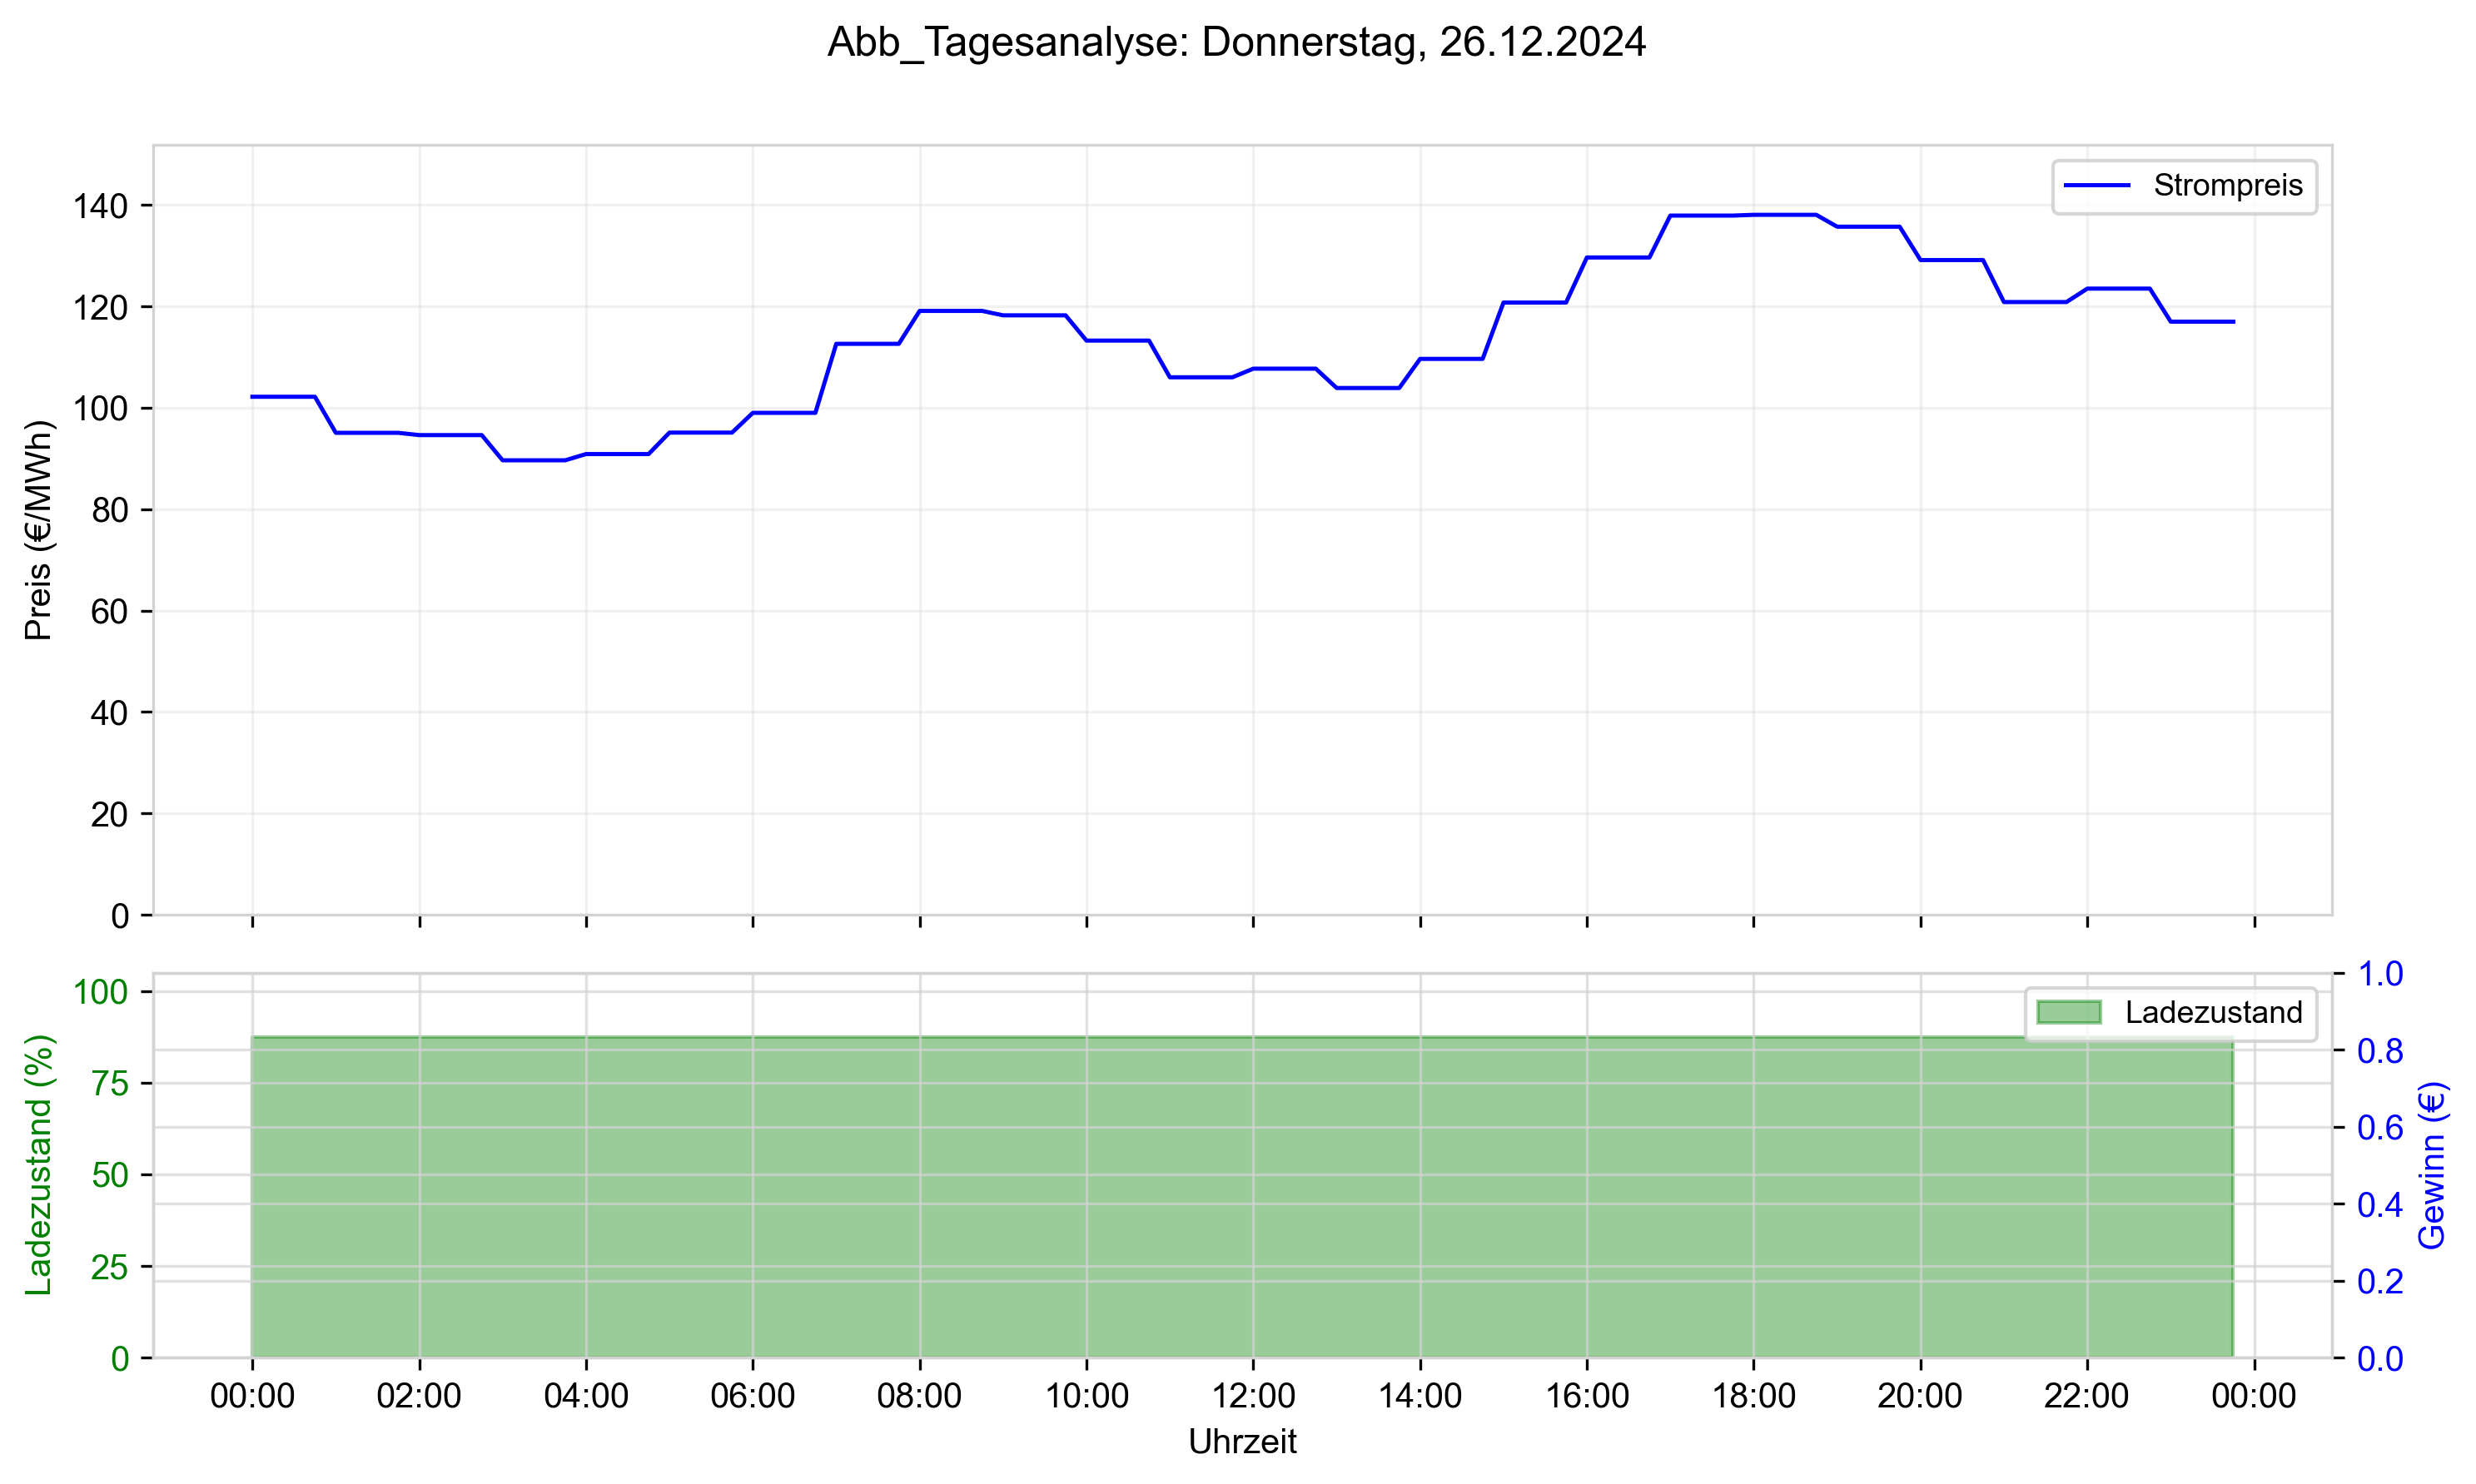 Abb_Tagesanalyse: Donnerstag, 26.12.2024
Strompreis
Preis (€/MWh)
140
120
100
80
60
40
20
0
Ladezustand
Ladezustand (%)
100
75
50
25
0
Gewinn (€)
1.0
0.8
0.6
0.4
0.2
0.0
00:00 02:00 04:00 06:00 08:00 10:00 12:00 14:00 16:00 18:00 20:00 22:00 00:00
Uhrzeit